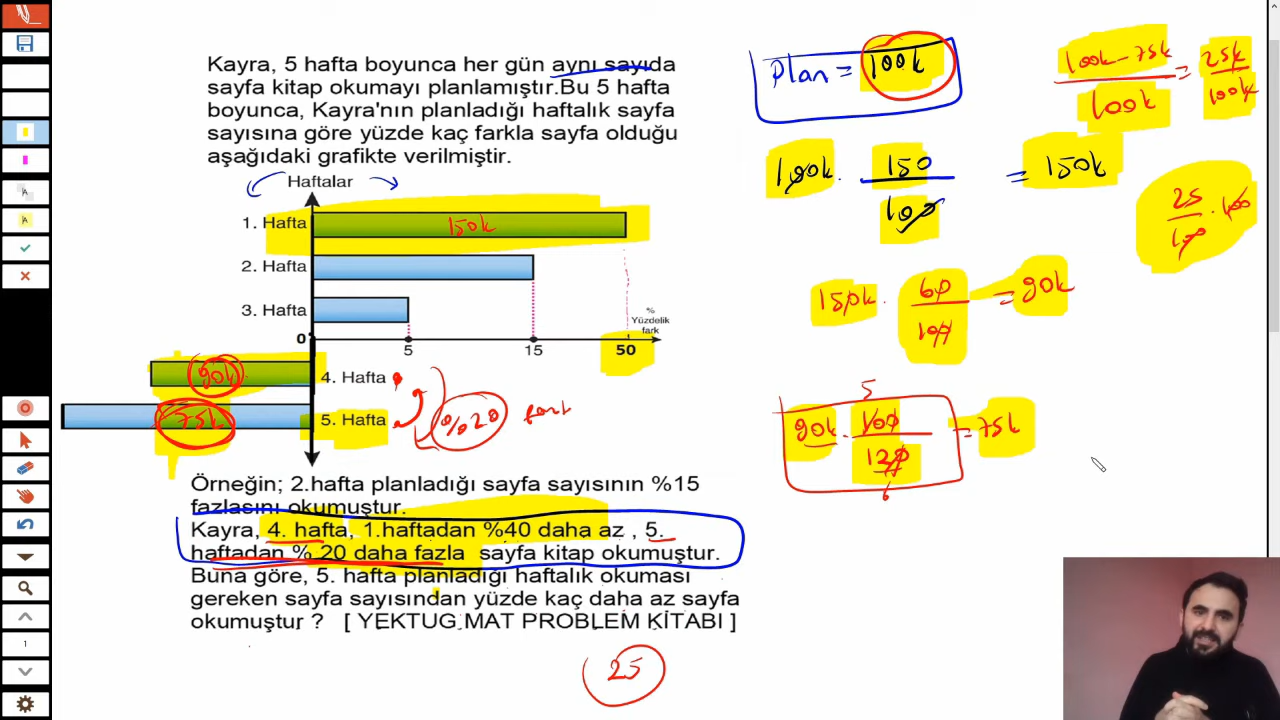 Kayra, 5 hafta boyunca her gün aynı sayıda
sayfa kitap okumayı planlamıştır.Bu 5 hafta
boyunca, Kayra'nın planladığı haftalık sayfa
sayısına göre yüzde kaç farkla sayfa olduğu
aşağıdaki grafikte verilmiştir.
Haftalar
1. Hafta
150k
2. Hafta
3. Hafta
%
Yüzdelik
fark
0
5
15
50
90k
4. Hafta
75k
5. Hafta
%20 fark
Örneğin; 2.hafta planladığı sayfa sayısının %15
fazlasını okumuştur.
Kayra, 4. hafta, 1.haftadan %40 daha az , 5.
haftadan % 20 daha fazla sayfa kitap okumuştur.
Buna göre, 5. hafta planladığı haftalık okuması
gereken sayfa sayısından yüzde kaç daha az sayfa
okumuştur ? [ YEKTUG MAT PROBLEM KİTABI ]
25
Plan = 100k
100k - 75k
100k
= 25k
100k
100k . 150
100
= 150k
25
100
. 100
150k . 60
100
= 90k
5
90k . 100
120
6
= 75k
A
A
1